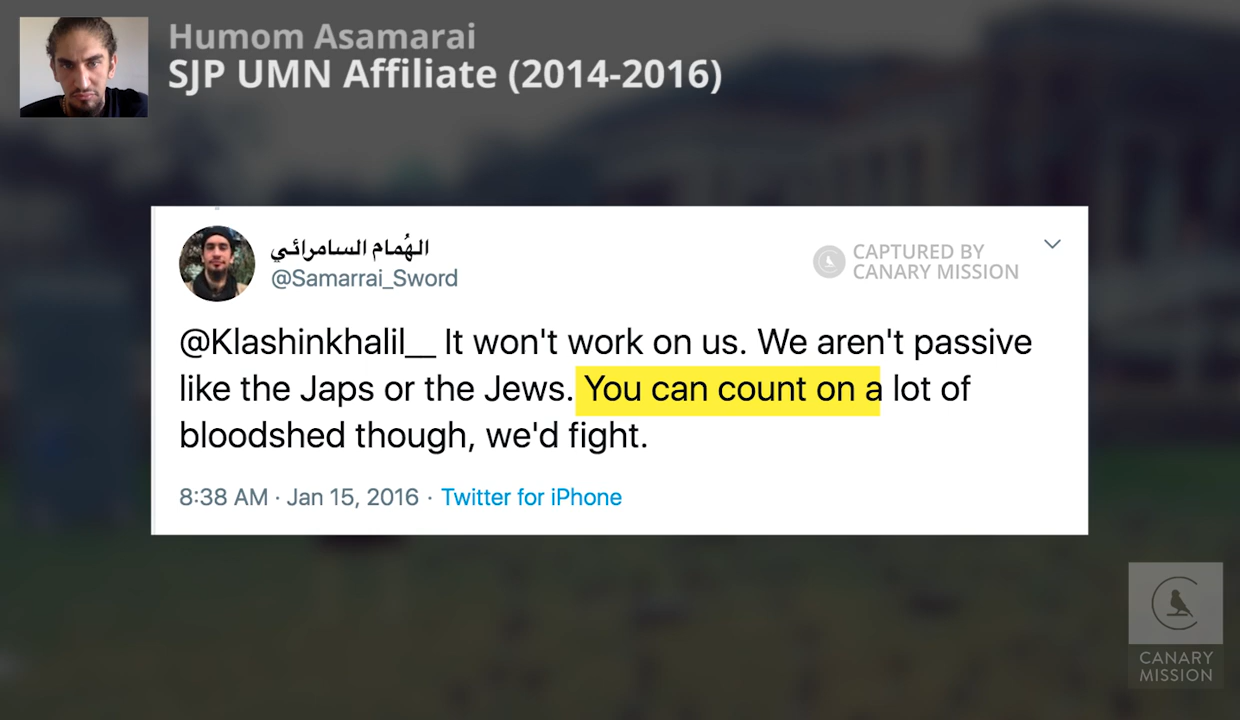 Humom Asamarai
SJP UMN Affiliate (2014-2016)
الهُمام السامرائي
@Samarrai_Sword
CAPTURED BY
CANARY MISSION
@Klashinkhalil__ It won't work on us. We aren't passive
like the Japs or the Jews. You can count on a lot of
bloodshed though, we'd fight.
8:38 AM · Jan 15, 2016 · Twitter for iPhone
CANARY
MISSION